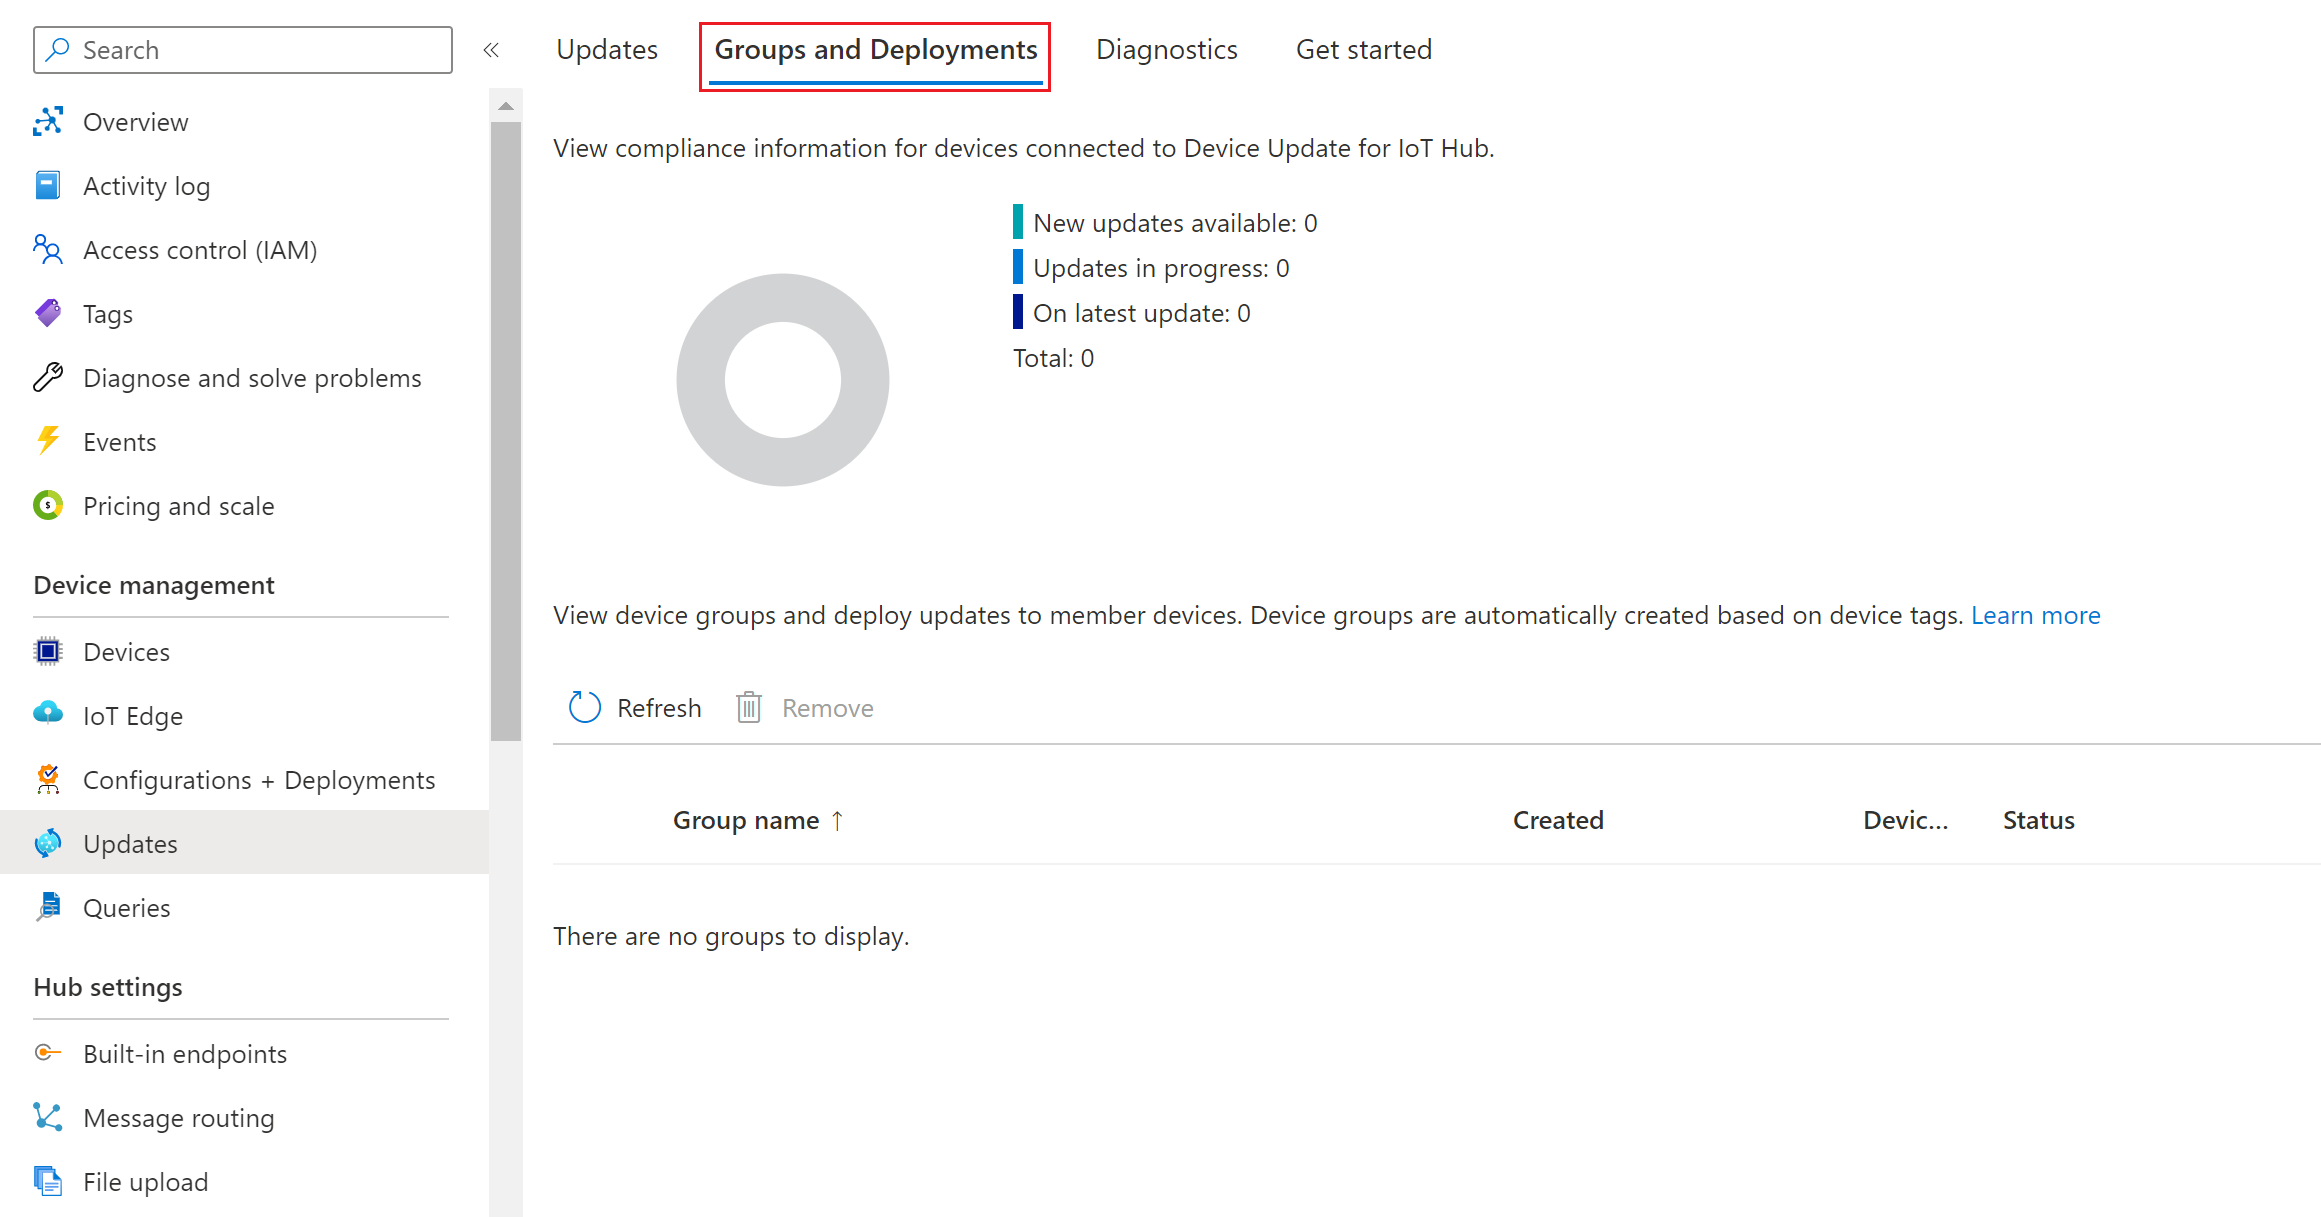 Search
«
Updates
Groups and Deployments
Diagnostics
Get started
Overview
Activity log
Access control (IAM)
Tags
Diagnose and solve problems
Events
Pricing and scale
Device management
Devices
IoT Edge
Configurations + Deployments
Updates
Queries
Hub settings
Built-in endpoints
Message routing
File upload
View compliance information for devices connected to Device Update for IoT Hub.
New updates available: 0
Updates in progress: 0
On latest update: 0
Total: 0
View device groups and deploy updates to member devices. Device groups are automatically created based on device tags. Learn more
Refresh
Remove
Group name ↑
Created
Devic...
Status
There are no groups to display.